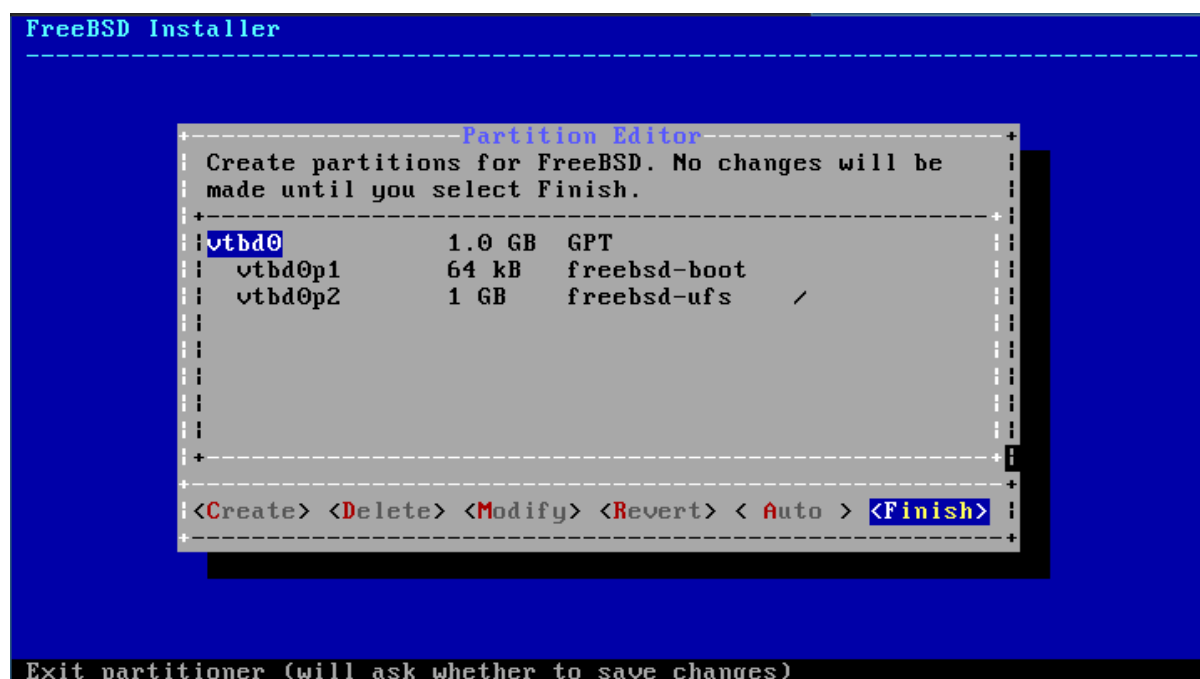 FreeBSD Installer
Partition Editor
Create partitions for FreeBSD. No changes will be
made until you select Finish.
vtbd0 1.0 GB GPT
vtbd0p1 64 kB freebsd-boot
vtbd0p2 1 GB freebsd-ufs /
<Create> <Delete> <Modify> <Revert> < Auto > <Finish>
Exit partitioner (will ask whether to save changes)